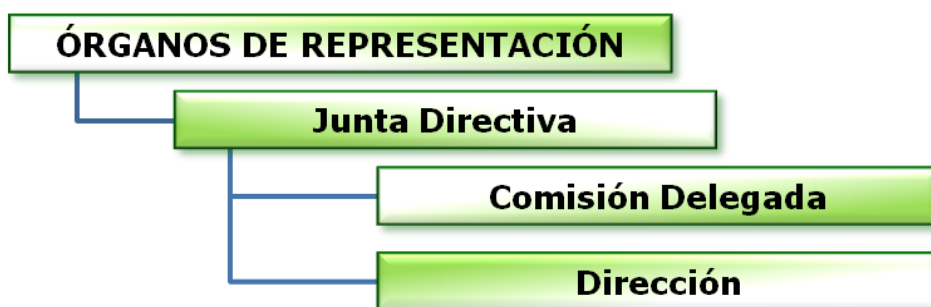 ÓRGANOS DE REPRESENTACIÓN
Junta Directiva
Comisión Delegada
Dirección